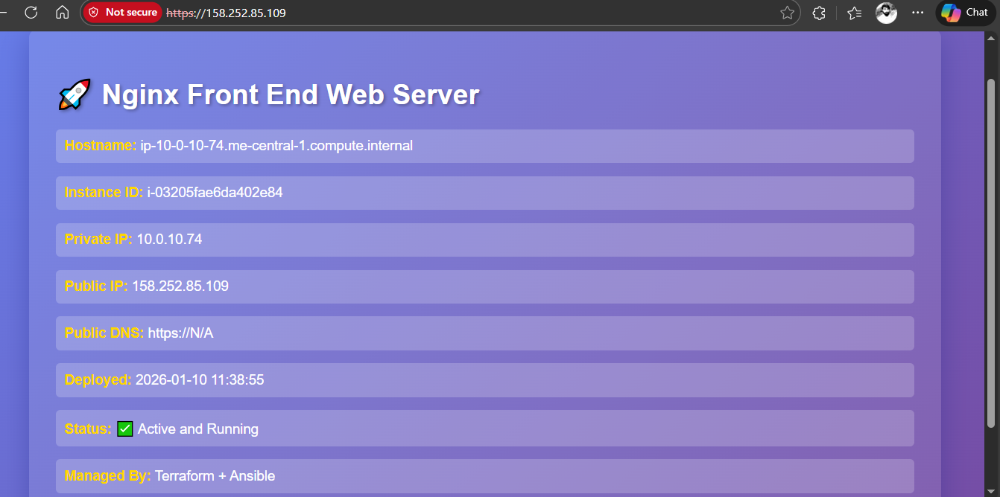 Not secure https://158.252.85.109
Chat
🚀 Nginx Front End Web Server
Hostname: ip-10-0-10-74.me-central-1.compute.internal
Instance ID: i-03205fae6da402e84
Private IP: 10.0.10.74
Public IP: 158.252.85.109
Public DNS: https://N/A
Deployed: 2026-01-10 11:38:55
Status: ✅ Active and Running
Managed By: Terraform + Ansible